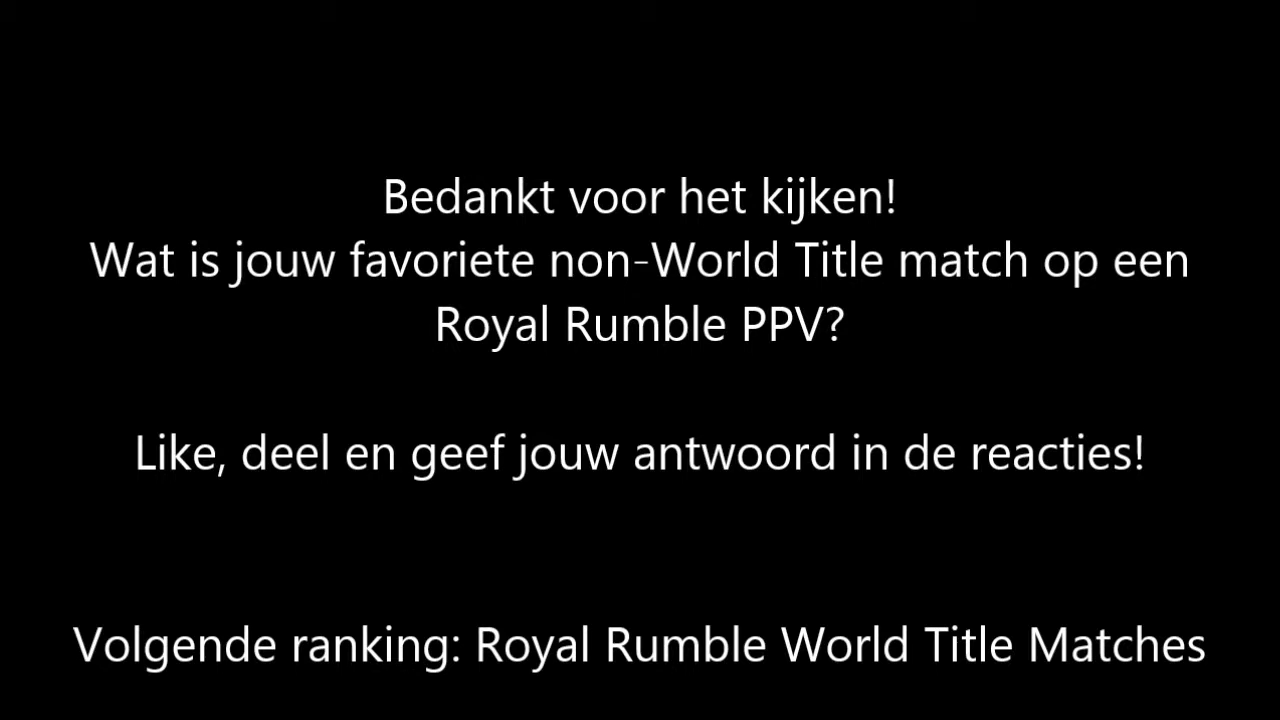 Bedankt voor het kijken!
Wat is jouw favoriete non-World Title match op een
Royal Rumble PPV?
Like, deel en geef jouw antwoord in de reacties!
Volgende ranking: Royal Rumble World Title Matches